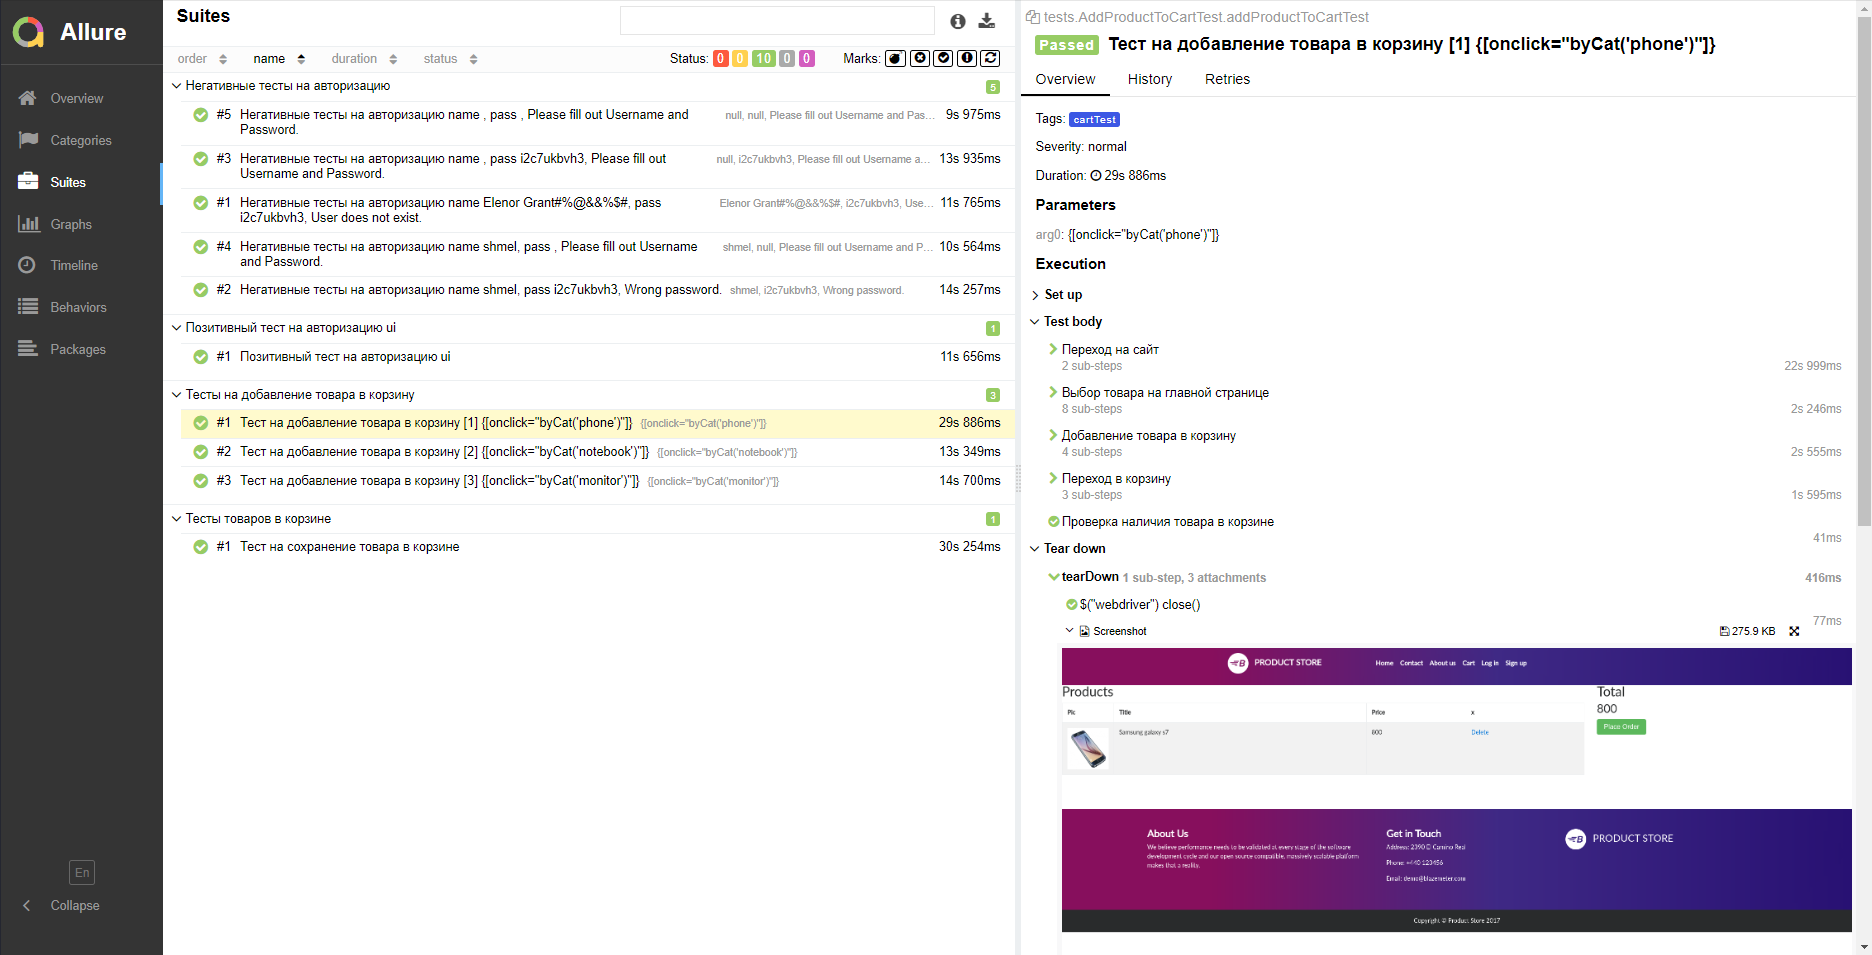 Allure
Overview
Categories
Suites
Graphs
Timeline
Behaviors
Packages
En
Collapse
Suites
order name duration status
Status: 0 0 10 0 0 Marks:
Негативные тесты на авторизацию 5
#5 Негативные тесты на авторизацию name , pass , Please fill out Username and Password. null, null, Please fill out Username and Pas... 9s 975ms
#3 Негативные тесты на авторизацию name , pass i2c7ukbvh3, Please fill out Username and Password. null, i2c7ukbvh3, Please fill out Username a... 13s 935ms
#1 Негативные тесты на авторизацию name Elenor Grant#%@&&%$#, pass i2c7ukbvh3, User does not exist. Elenor Grant#%@&&%$#, i2c7ukbvh3, Use... 11s 765ms
#4 Негативные тесты на авторизацию name shmel, pass , Please fill out Username and Password. shmel, null, Please fill out Username and P... 10s 564ms
#2 Негативные тесты на авторизацию name shmel, pass i2c7ukbvh3, Wrong password. shmel, i2c7ukbvh3, Wrong password. 14s 257ms
Позитивный тест на авторизацию ui 1
#1 Позитивный тест на авторизацию ui 11s 656ms
Тесты на добавление товара в корзину 3
#1 Тест на добавление товара в корзину [1] {[onclick="byCat('phone')"]} {[onclick="byCat('phone')"]} 29s 886ms
#2 Тест на добавление товара в корзину [2] {[onclick="byCat('notebook')"]} {[onclick="byCat('notebook')"]} 13s 349ms
#3 Тест на добавление товара в корзину [3] {[onclick="byCat('monitor')"]} {[onclick="byCat('monitor')"]} 14s 700ms
Тесты товаров в корзине 1
#1 Тест на сохранение товара в корзине 30s 254ms
tests.AddProductToCartTest.addProductToCartTest
Passed Тест на добавление товара в корзину [1] {[onclick="byCat('phone')"]}
Overview History Retries
Tags: cartTest
Severity: normal
Duration: 29s 886ms
Parameters
arg0: {[onclick="byCat('phone')"]}
Execution
Set up
Test body
Переход на сайт
2 sub-steps 22s 999ms
Выбор товара на главной странице
8 sub-steps 2s 246ms
Добавление товара в корзину
4 sub-steps 2s 555ms
Переход в корзину
3 sub-steps 1s 595ms
Проверка наличия товара в корзине
41ms
Tear down
tearDown 1 sub-step, 3 attachments 416ms
$("webdriver") close()
77ms
Screenshot 275.9 KB
PRODUCT STORE Home Contact About us Cart Log in Sign up
Products Total
800
Pic Title Price x
Place Order
Samsung galaxy s7 800 Delete
About Us Get in Touch PRODUCT STORE
We believe performance needs to be validated at every stage of the software
development cycle and our open source compatible, massively scalable platform
makes that a reality.
Address: 2390 El Camino Real
Phone: +440 123456
Email: demo@blazemeter.com
Copyright © Product Store 2017